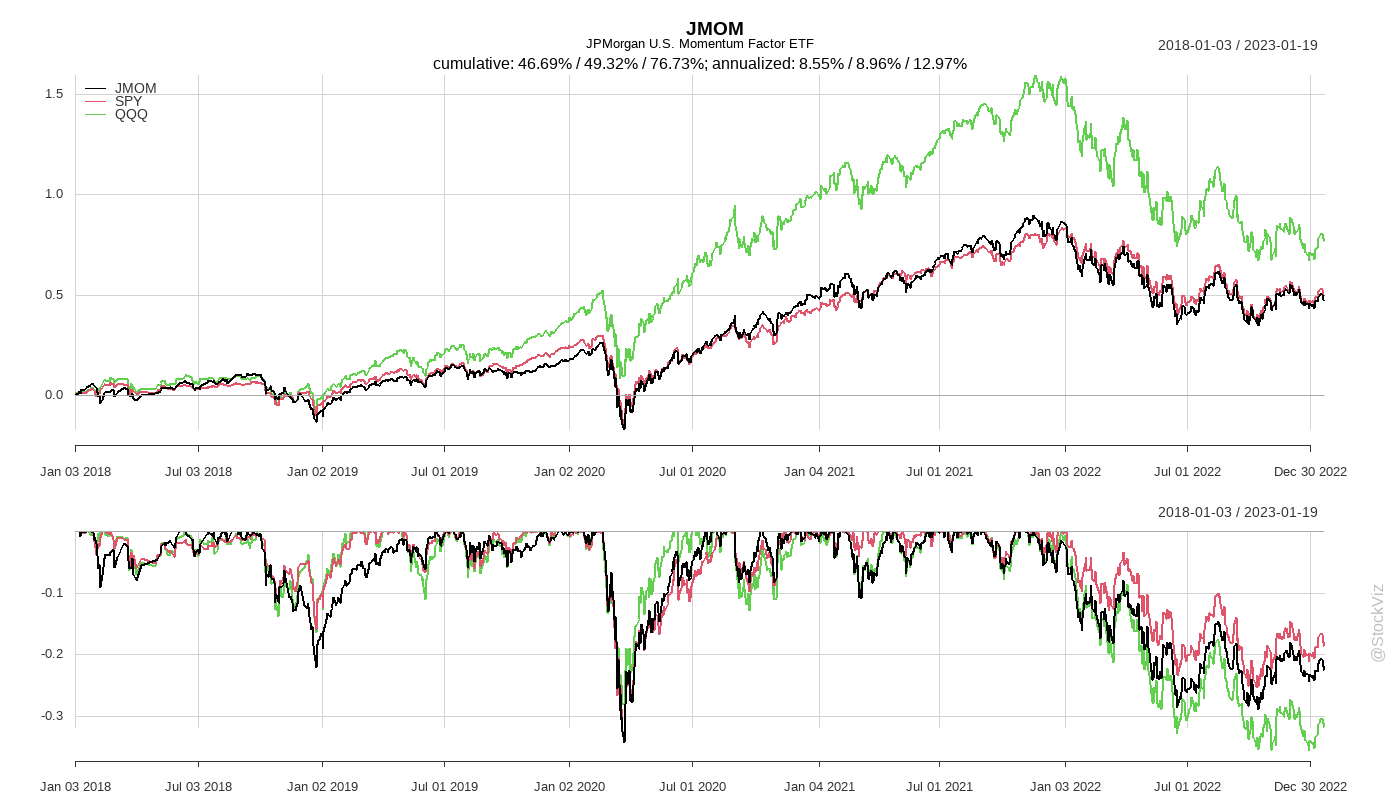 JMOM
JPMorgan U.S. Momentum Factor ETF
2018-01-03 / 2023-01-19
cumulative: 46.69% / 49.32% / 76.73%; annualized: 8.55% / 8.96% / 12.97%
JMOM
SPY
QQQ
1.5
1.0
0.5
0.0
Jan 03 2018 Jul 03 2018 Jan 02 2019 Jul 01 2019 Jan 02 2020 Jul 01 2020 Jan 04 2021 Jul 01 2021 Jan 03 2022 Jul 01 2022 Dec 30 2022
2018-01-03 / 2023-01-19
-0.1
-0.2
-0.3
Jan 03 2018 Jul 03 2018 Jan 02 2019 Jul 01 2019 Jan 02 2020 Jul 01 2020 Jan 04 2021 Jul 01 2021 Jan 03 2022 Jul 01 2022 Dec 30 2022
@StockViz